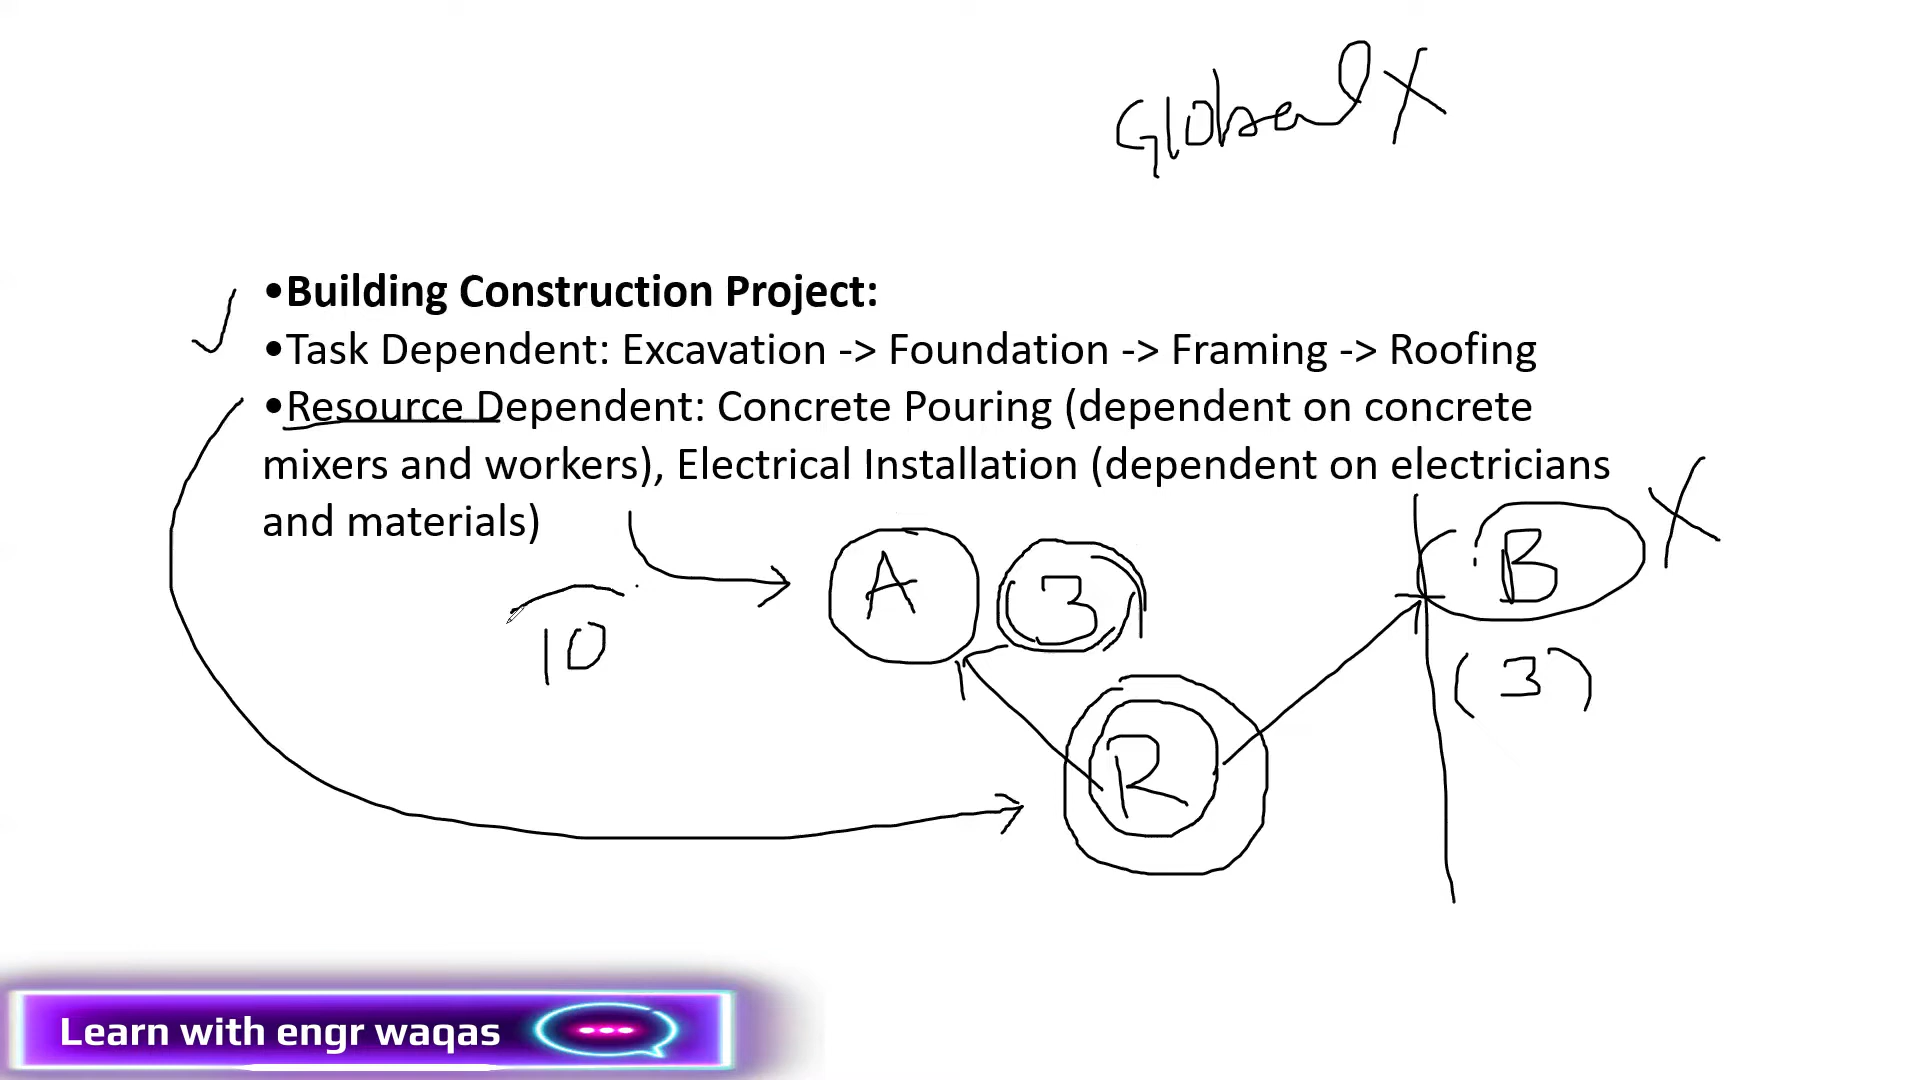 Global X
•Building Construction Project:
•Task Dependent: Excavation -> Foundation -> Framing -> Roofing
•Resource Dependent: Concrete Pouring (dependent on concrete
mixers and workers), Electrical Installation (dependent on electricians
and materials)
A 3 B X
10
(3)
R
Learn with engr waqas